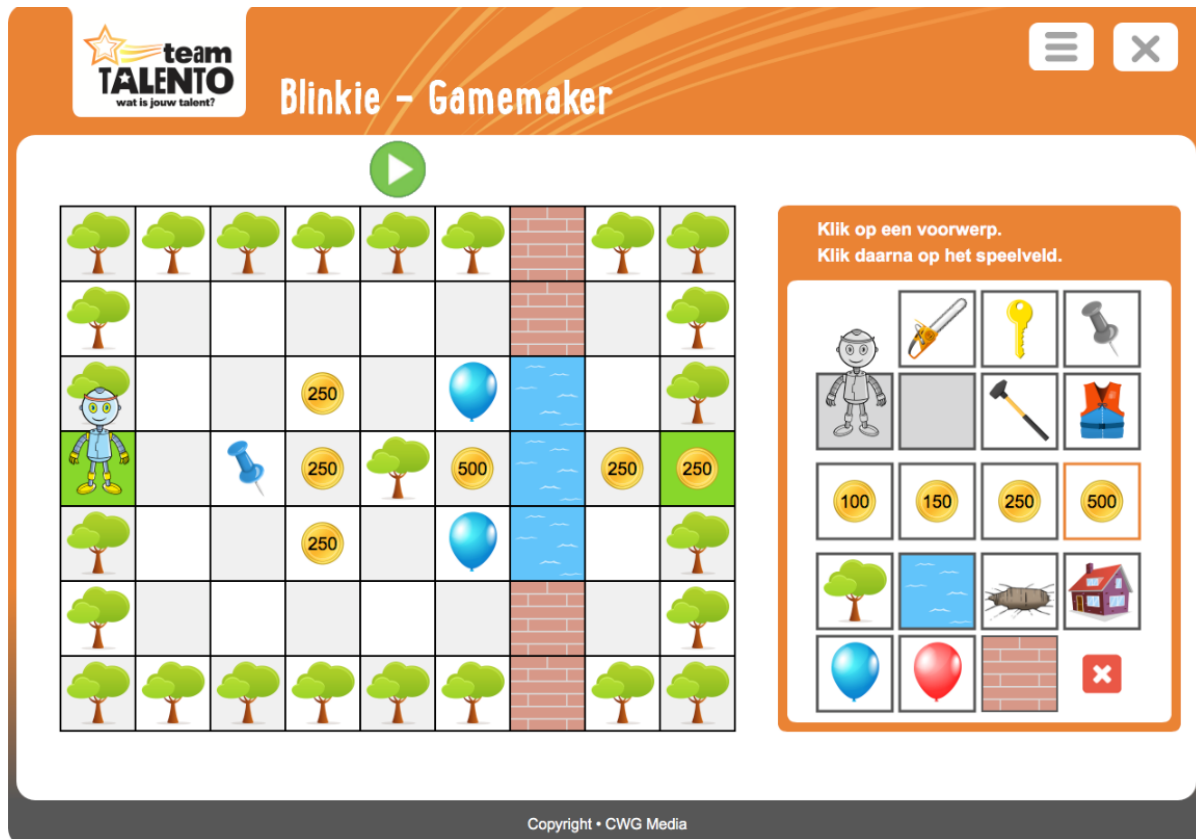 team
TALENTO
wat is jouw talent?
Blinkie - Gamemaker
Klik op een voorwerp.
Klik daarna op het speelveld.
250
250
500
250
250
250
100
150
250
500
Copyright • CWG Media